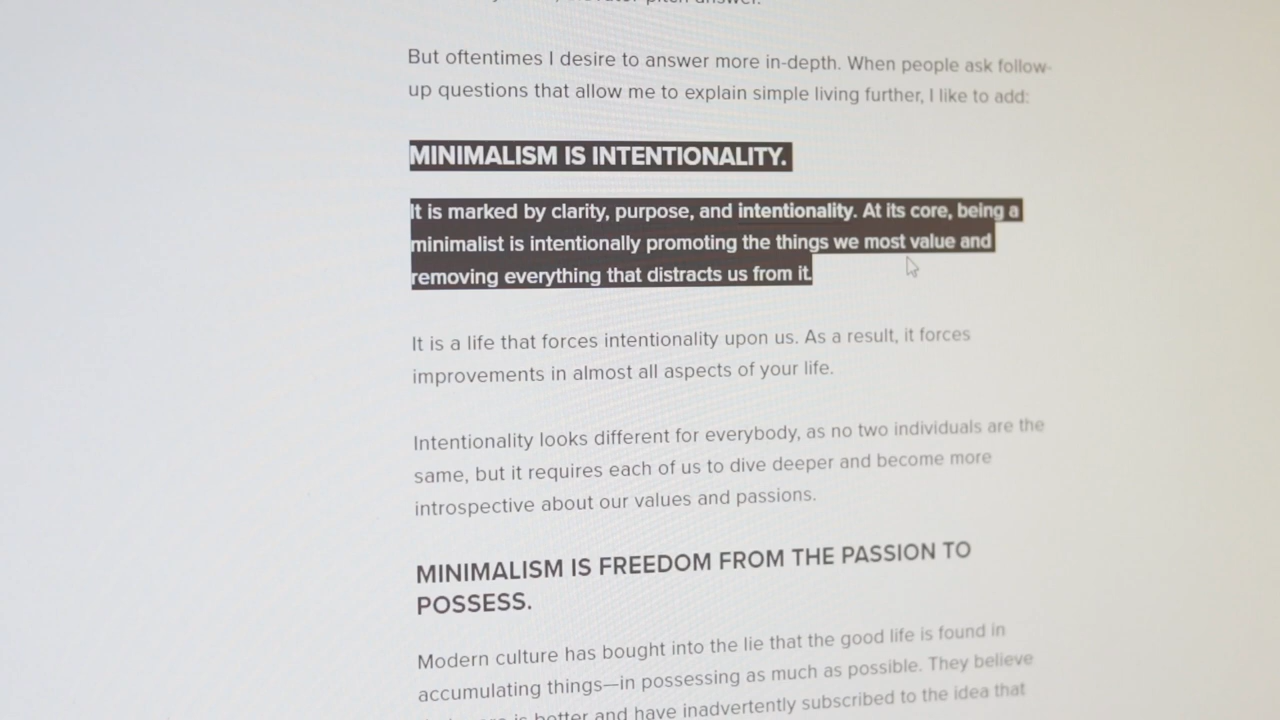 But oftentimes I desire to answer more in-depth. When people ask follow-
up questions that allow me to explain simple living further, I like to add:
MINIMALISM IS INTENTIONALITY.
It is marked by clarity, purpose, and intentionality. At its core, being a
minimalist is intentionally promoting the things we most value and
removing everything that distracts us from it.
It is a life that forces intentionality upon us. As a result, it forces
improvements in almost all aspects of your life.
Intentionality looks different for everybody, as no two individuals are the
same, but it requires each of us to dive deeper and become more
introspective about our values and passions.
MINIMALISM IS FREEDOM FROM THE PASSION TO
POSSESS.
Modern culture has bought into the lie that the good life is found in
accumulating things—in possessing as much as possible. They believe
is better and have inadvertently subscribed to the idea that